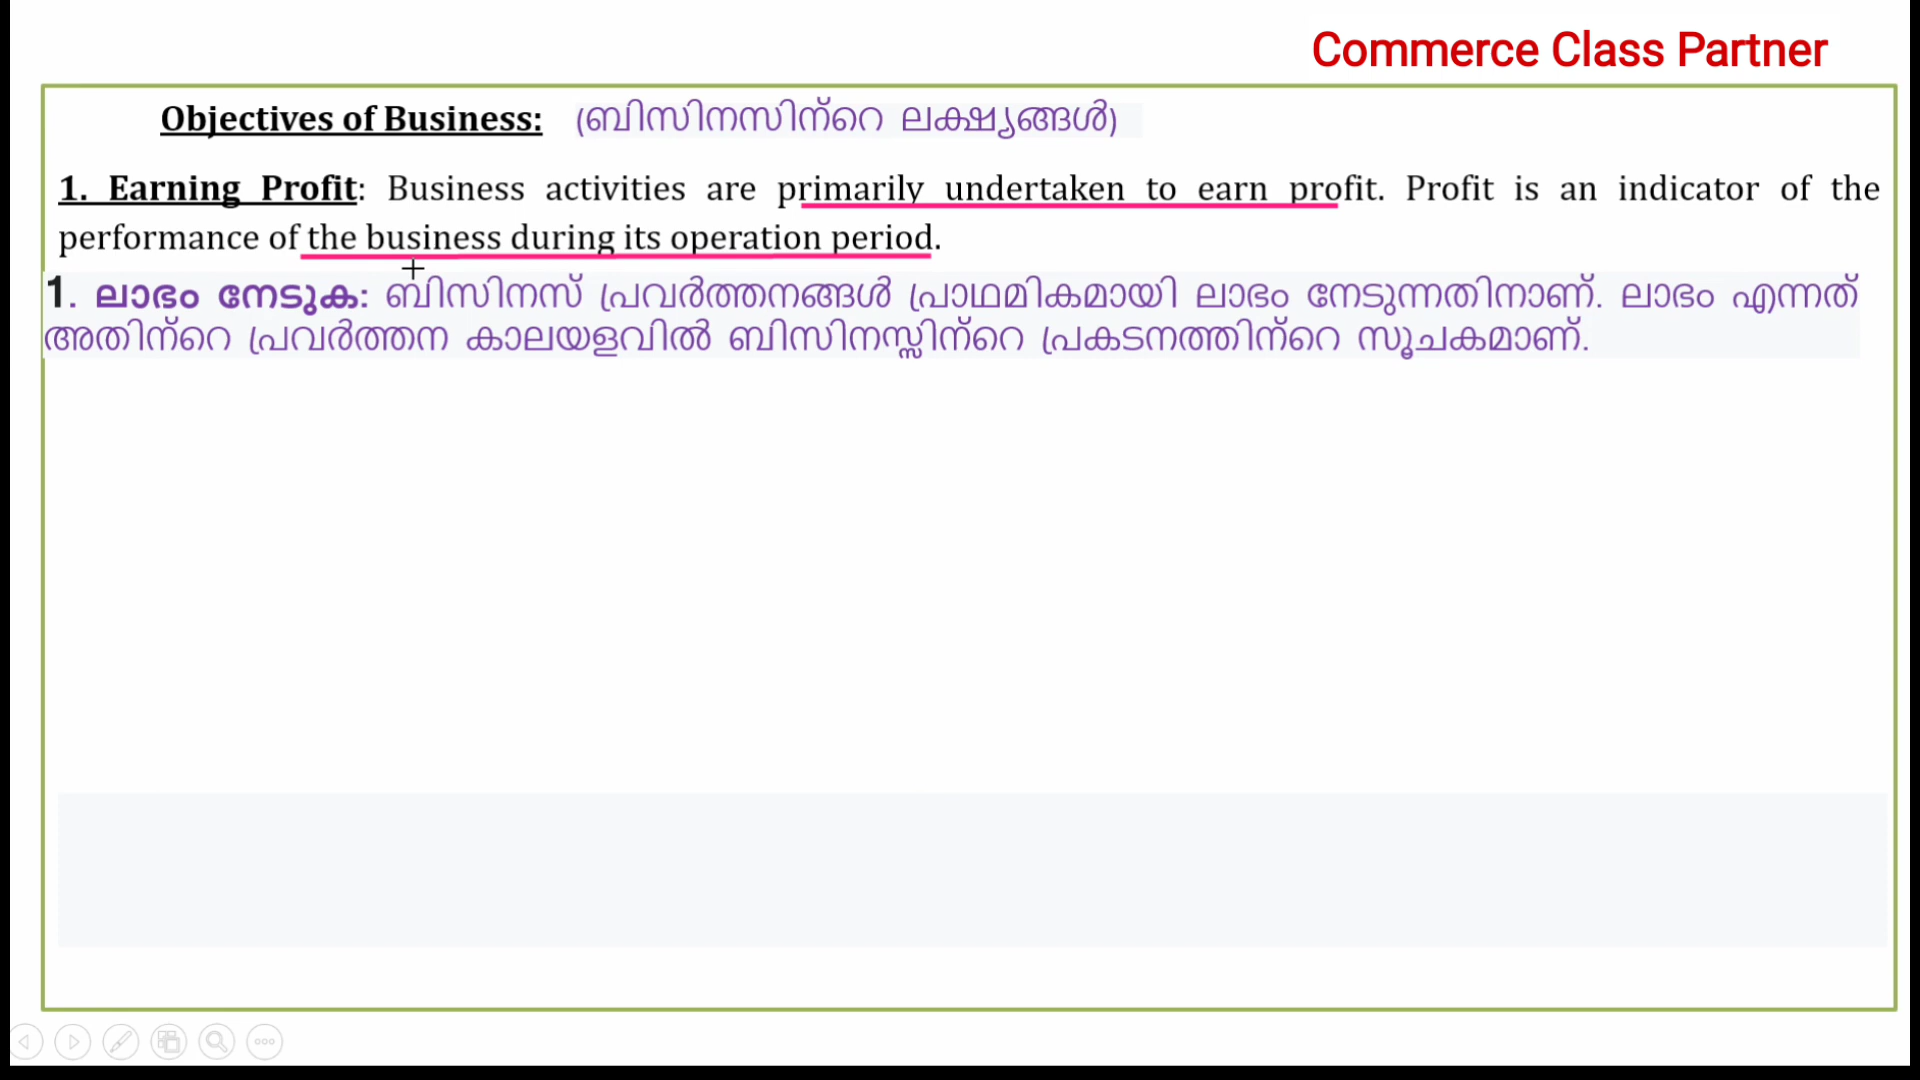 Commerce Class Partner
Objectives of Business: (ബിസിനസിന്റെ ലക്ഷ്യങ്ങൾ)
1. Earning Profit: Business activities are primarily undertaken to earn profit. Profit is an indicator of the
performance of the business during its operation period.
1. ലാഭം നേടുക: ബിസിനസ് പ്രവർത്തനങ്ങൾ പ്രാഥമികമായി ലാഭം നേടുന്നതിനാണ്. ലാഭം എന്നത്
അതിന്റെ പ്രവർത്തന കാലയളവിൽ ബിസിനസ്സിന്റെ പ്രകടനത്തിന്റെ സൂചകമാണ്.